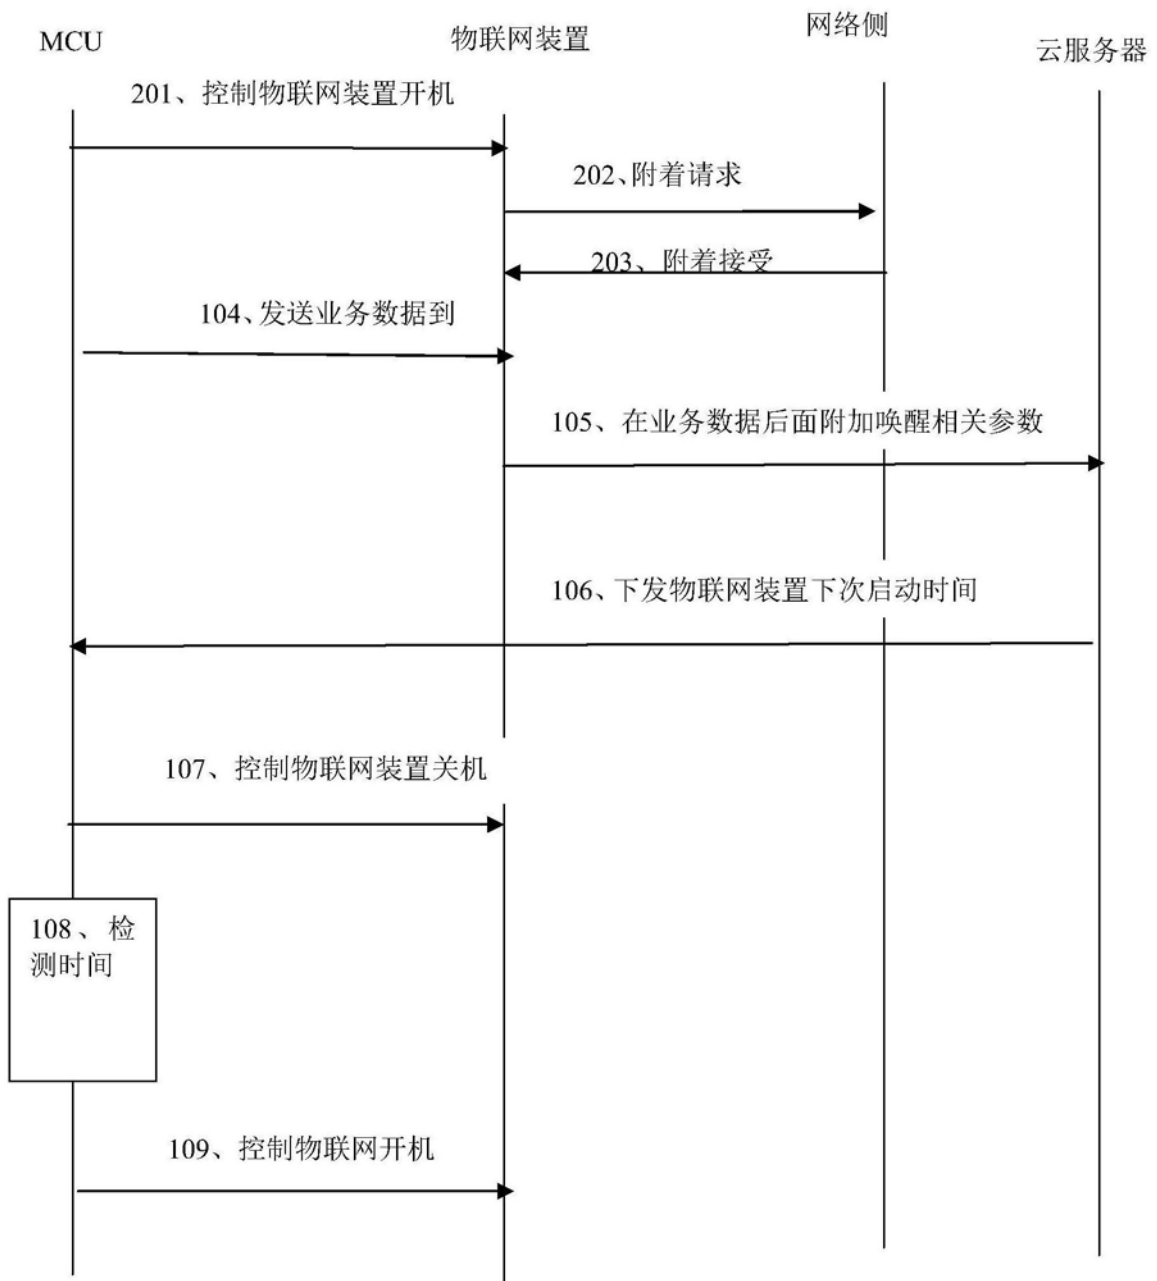 MCU
物联网装置
网络侧
云服务器
201、控制物联网装置开机
202、附着请求
203、附着接受
104、发送业务数据到
105、在业务数据后面附加唤醒相关参数
106、下发物联网装置下次启动时间
107、控制物联网装置关机
108、检
测时间
109、控制物联网开机